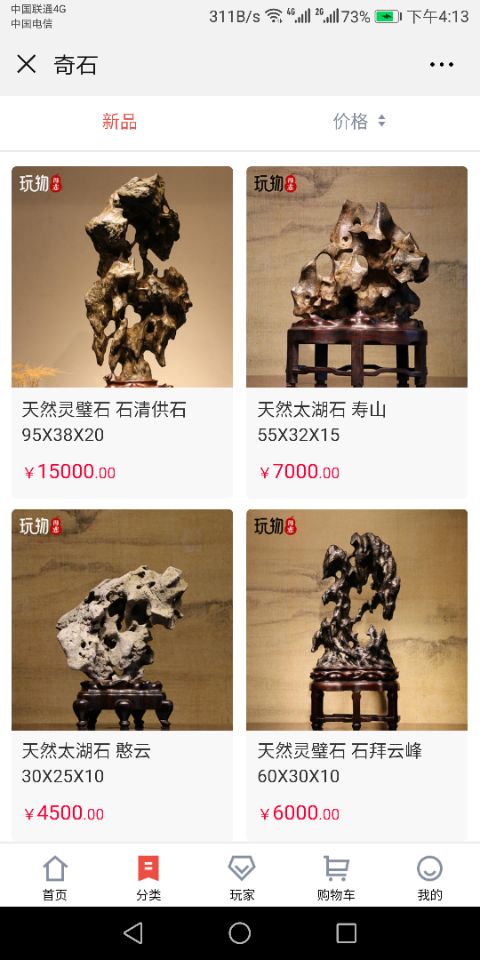 中国联通4G
中国电信
311B/s 4G 2G 73% 下午4:13
奇石
新品
价格
玩物
玩物
天然灵璧石 石清供石
95X38X20
￥15000.00
天然太湖石 寿山
55X32X15
￥7000.00
玩物
玩物
天然太湖石 憨云
30X25X10
￥4500.00
天然灵璧石 石拜云峰
60X30X10
￥6000.00
首页
分类
玩家
购物车
我的